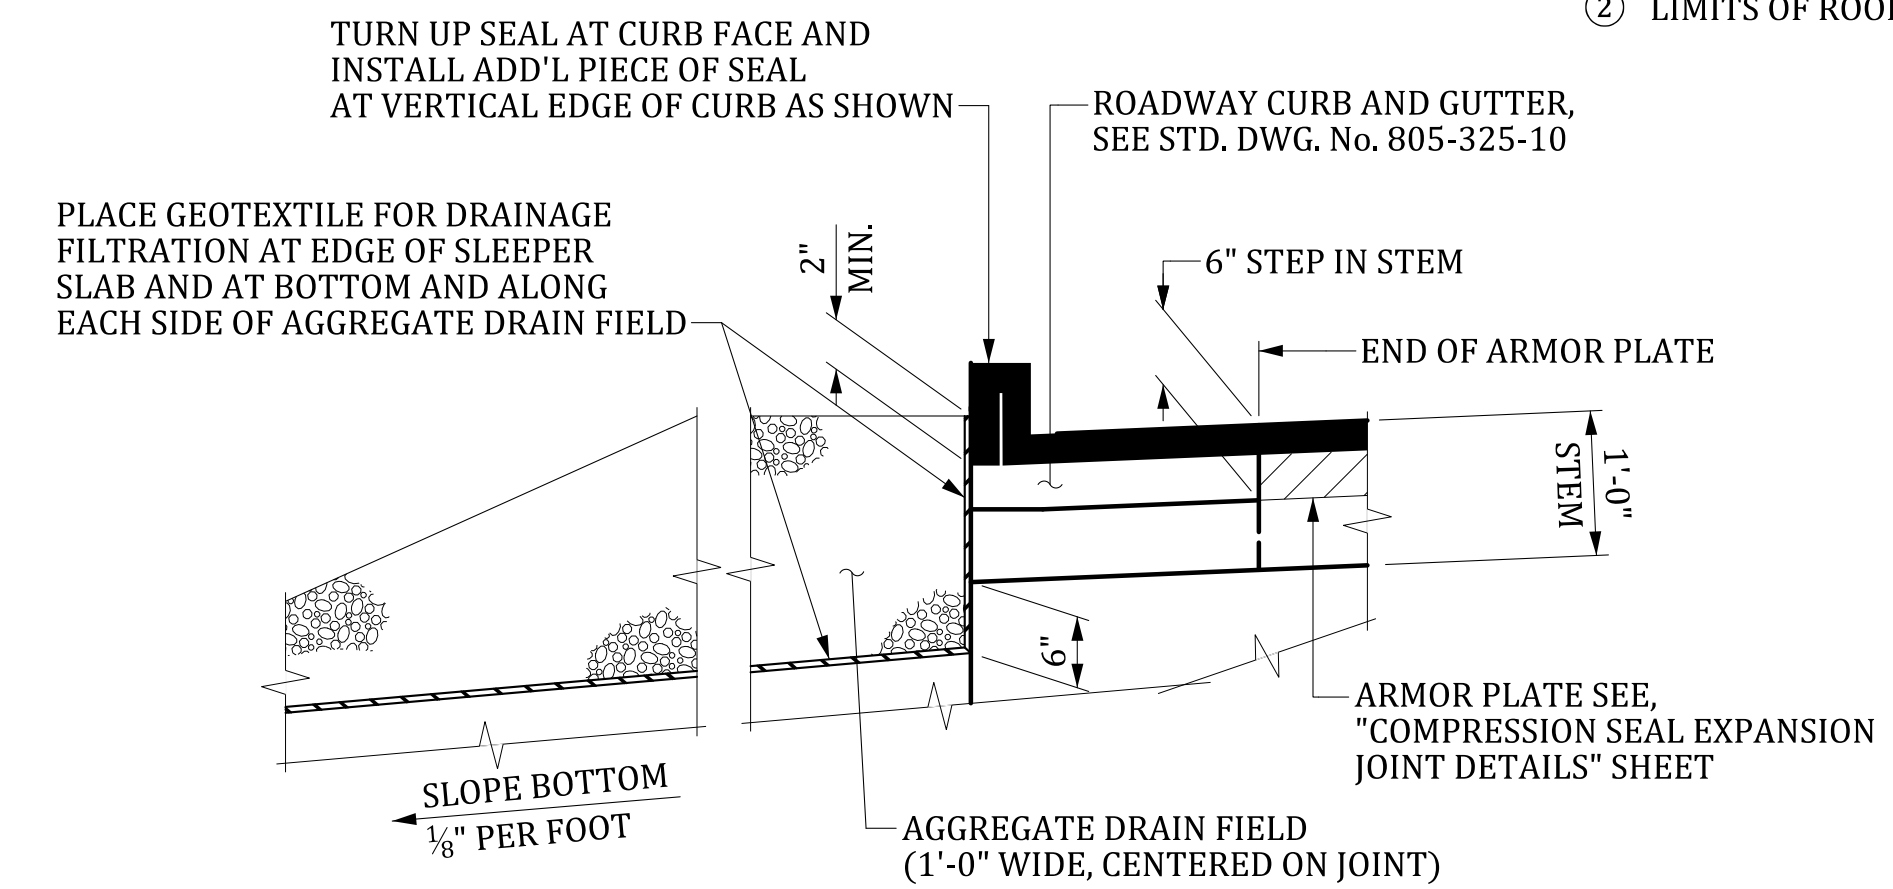 ② LIMITS OF ROOF
TURN UP SEAL AT CURB FACE AND
INSTALL ADD'L PIECE OF SEAL
AT VERTICAL EDGE OF CURB AS SHOWN
ROADWAY CURB AND GUTTER,
SEE STD. DWG. No. 805-325-10
PLACE GEOTEXTILE FOR DRAINAGE
FILTRATION AT EDGE OF SLEEPER
SLAB AND AT BOTTOM AND ALONG
EACH SIDE OF AGGREGATE DRAIN FIELD
2"
MIN.
6" STEP IN STEM
END OF ARMOR PLATE
1'-0"
STEM
6"
ARMOR PLATE SEE,
"COMPRESSION SEAL EXPANSION
JOINT DETAILS" SHEET
SLOPE BOTTOM
⅛" PER FOOT
AGGREGATE DRAIN FIELD
(1'-0" WIDE, CENTERED ON JOINT)